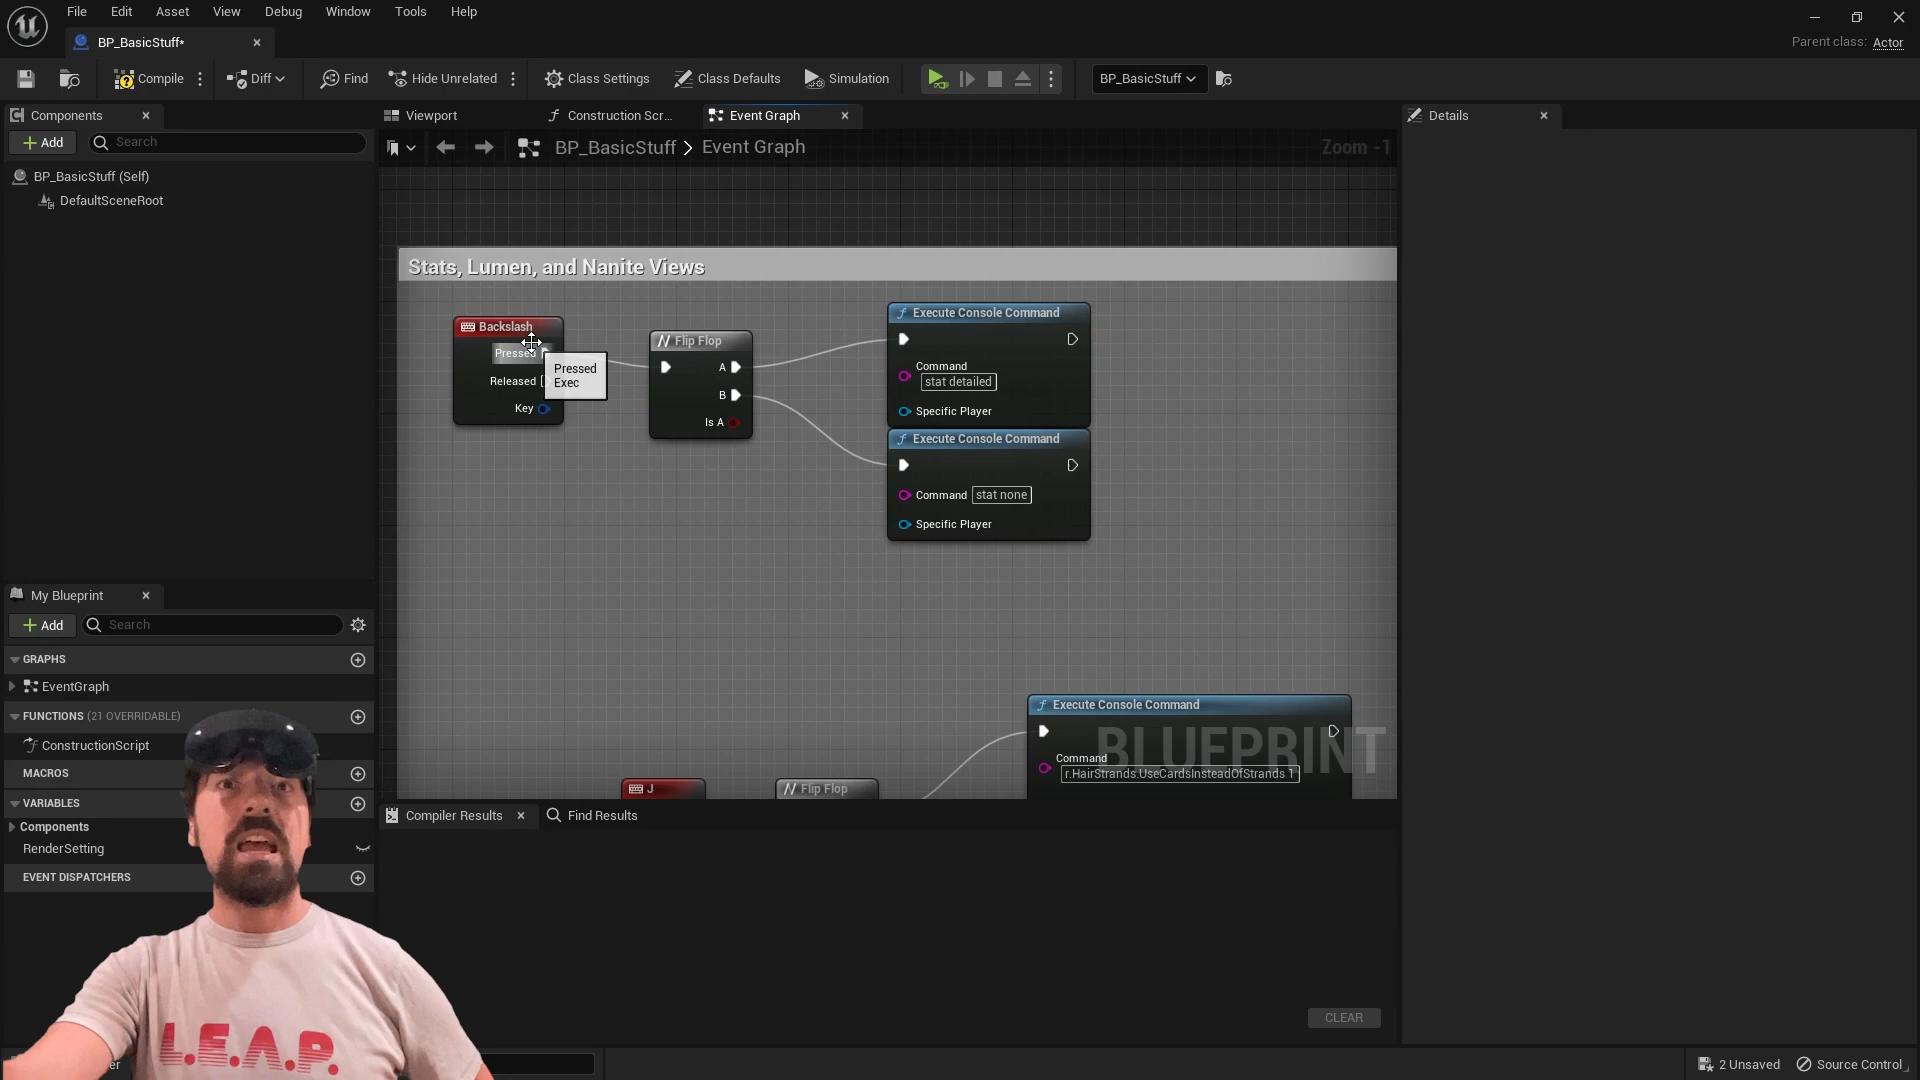 File Edit Asset View Debug Window Tools Help
BP_BasicStuff*
Parent class: Actor
Compile Diff Find Hide Unrelated Class Settings Class Defaults Simulation BP_BasicStuff
Components
Add Search
BP_BasicStuff (Self)
DefaultSceneRoot
Viewport Construction Scr... Event Graph
BP_BasicStuff > Event Graph
Zoom -1
Details
Stats, Lumen, and Nanite Views
Backslash
Pressed
Released
Key
Pressed
Exec
Flip Flop
A
B
Is A
Execute Console Command
Command
stat detailed
Specific Player
Execute Console Command
Command stat none
Specific Player
Execute Console Command
Command
r.HairStrands.UseCardsInsteadOfStrands 1
BLUEPRINT
J
Flip Flop
My Blueprint
Add Search
GRAPHS
EventGraph
FUNCTIONS (21 OVERRIDABLE)
ConstructionScript
MACROS
VARIABLES
Components
RenderSetting
EVENT DISPATCHERS
Compiler Results Find Results
CLEAR
L.E.A.P.
2 Unsaved Source Control